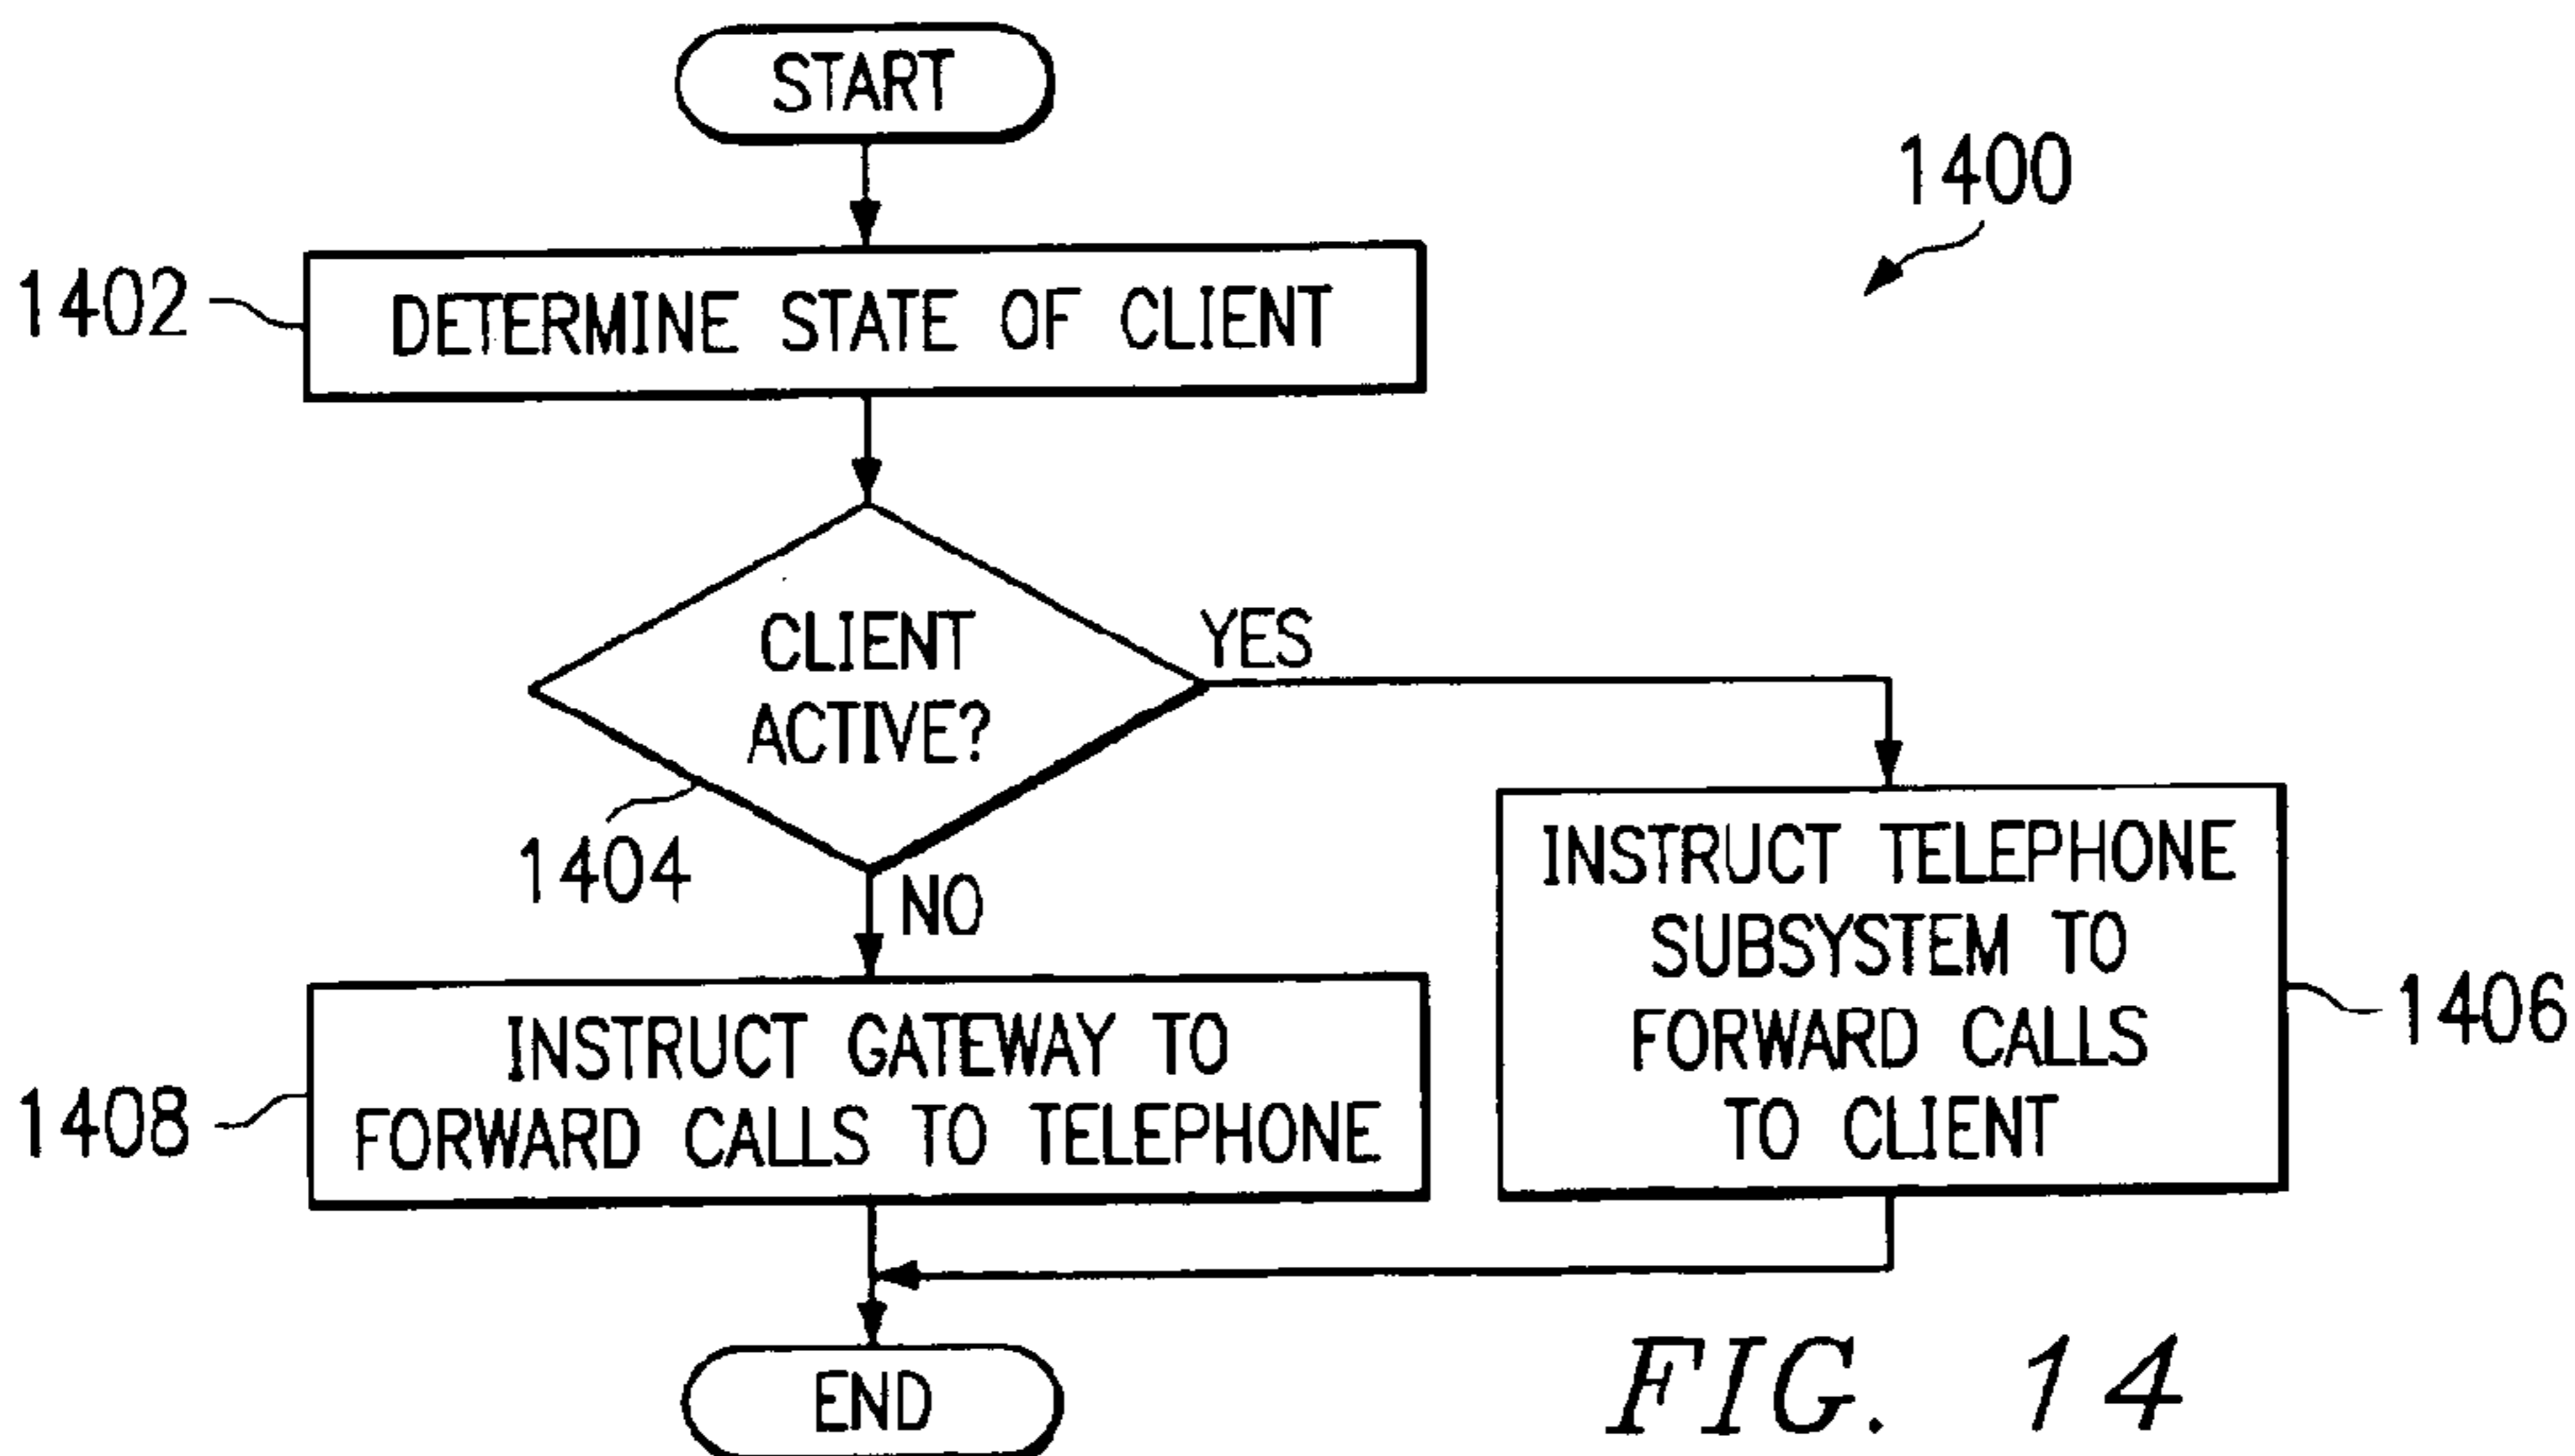 START
1400
1402
DETERMINE STATE OF CLIENT
CLIENT
ACTIVE?
YES
1404
NO
INSTRUCT TELEPHONE
SUBSYSTEM TO
FORWARD CALLS
TO CLIENT
1406
1408
INSTRUCT GATEWAY TO
FORWARD CALLS TO TELEPHONE
END
FIG. 14